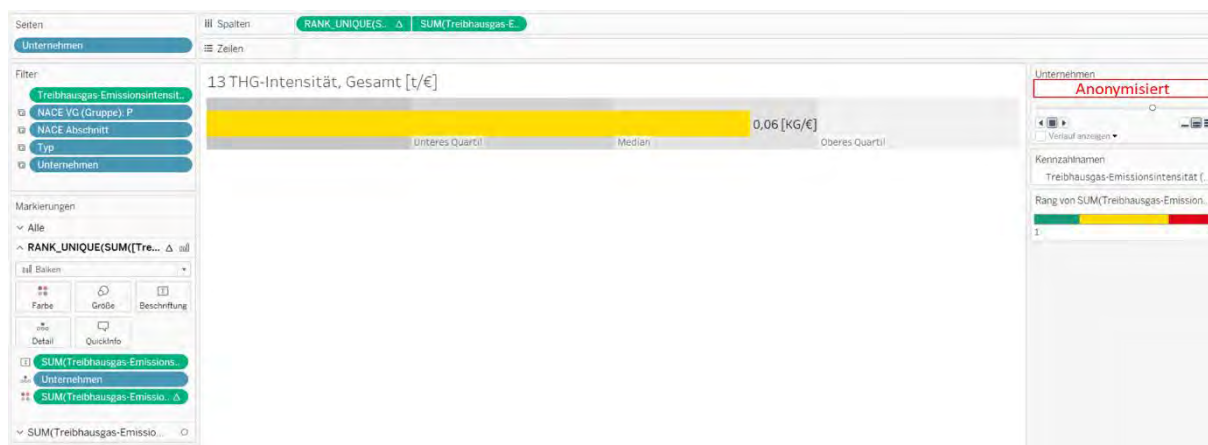 Seiten
Unternehmen
Filter
Treibhausgas-Emissionsintensit..
NACE VG (Gruppe): P
NACE Abschnitt
Typ
Unternehmen
Markierungen
Alle
RANK_UNIQUE(SUM([Tre...
Balken
Farbe
Größe
Beschriftung
Detail
QuickInfo
SUM(Treibhausgas-Emissions..
Unternehmen
SUM(Treibhausgas-Emissio..
SUM(Treibhausgas-Emissio...
Spalten
RANK_UNIQUE(S..
SUM(Treibhausgas-E..
Zeilen
13 THG-Intensität, Gesamt [t/€]
0,06 [KG/€]
Unteres Quartil
Median
Oberes Quartil
Unternehmen
Anonymisiert
Verlauf anzeigen
Kennzahlnamen
Treibhausgas-Emissionsintensität (..
Rang von SUM(Treibhausgas-Emission..
1